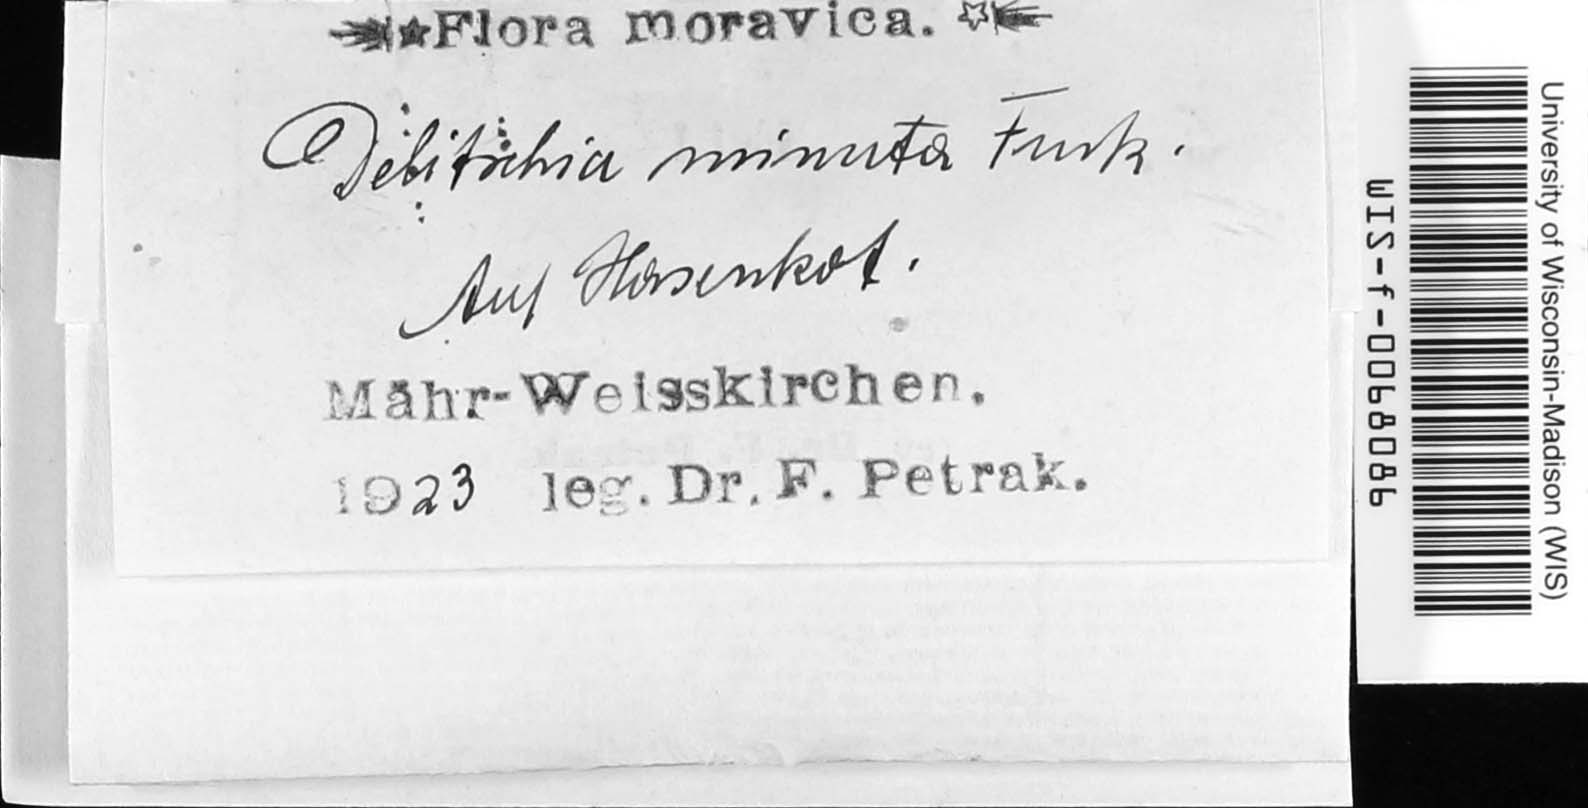 Flora moravica.
Delitschia minuta Fuck.
Auf Hasenkot.
Mähr-Weisskirchen.
1923 leg. Dr. F. Petrak.
WIS-f-0068086
University of Wisconsin-Madison (WIS)